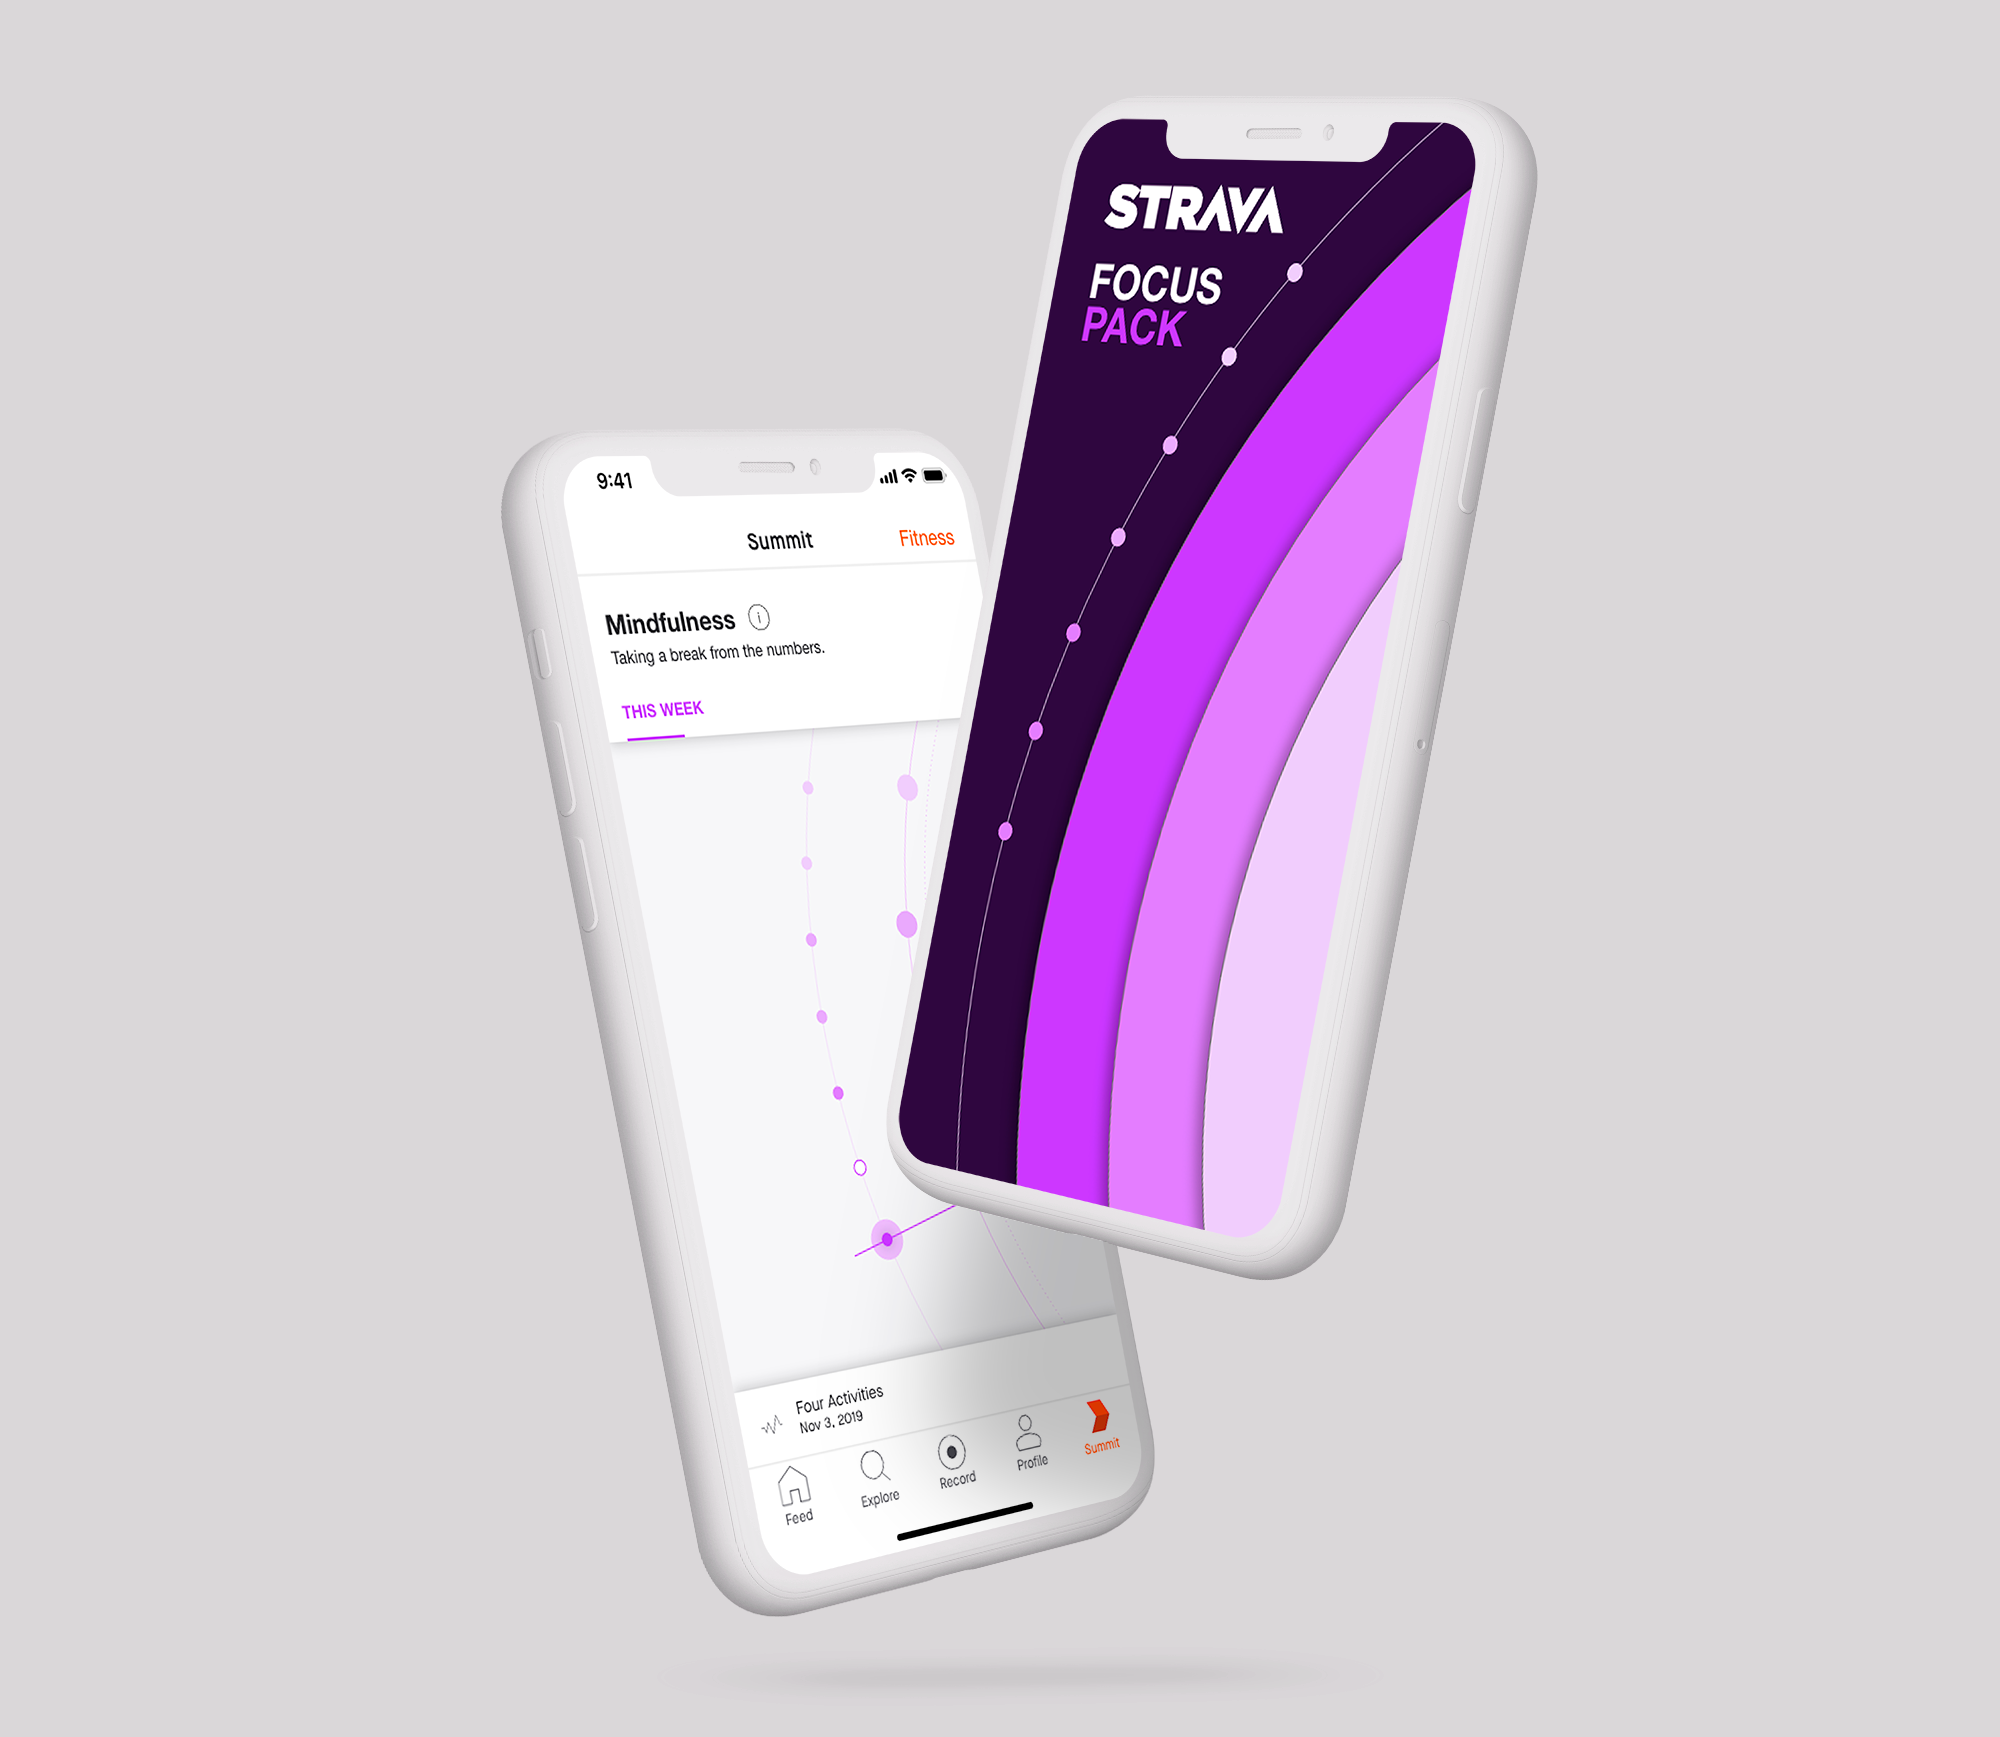 STRAVA
FOCUS
PACK
9:41
Summit
Fitness
Mindfulness i
Taking a break from the numbers.
THIS WEEK
Four Activities
Nov 3, 2019
Feed
Explore
Record
Profile
Summit